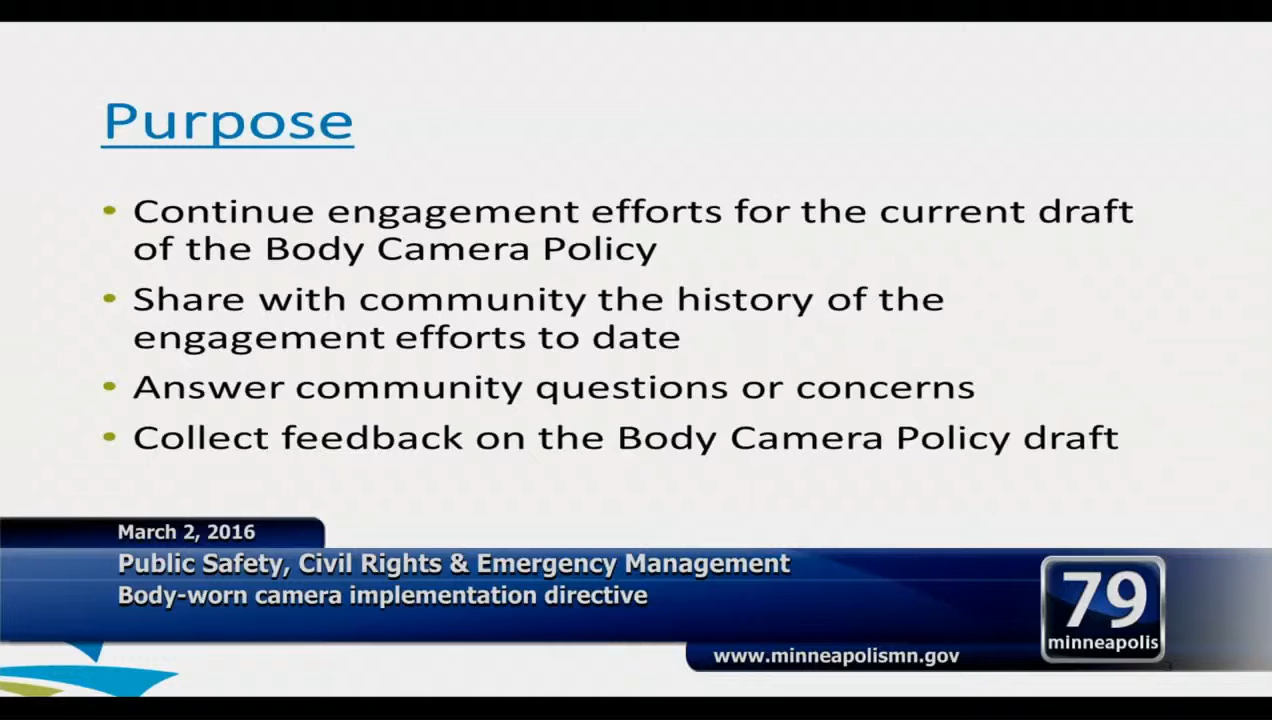 Purpose
• Continue engagement efforts for the current draft
of the Body Camera Policy
• Share with community the history of the
engagement efforts to date
• Answer community questions or concerns
• Collect feedback on the Body Camera Policy draft
March 2, 2016
Public Safety, Civil Rights & Emergency Management
Body-worn camera implementation directive
79
minneapolis
www.minneapolismn.gov
3